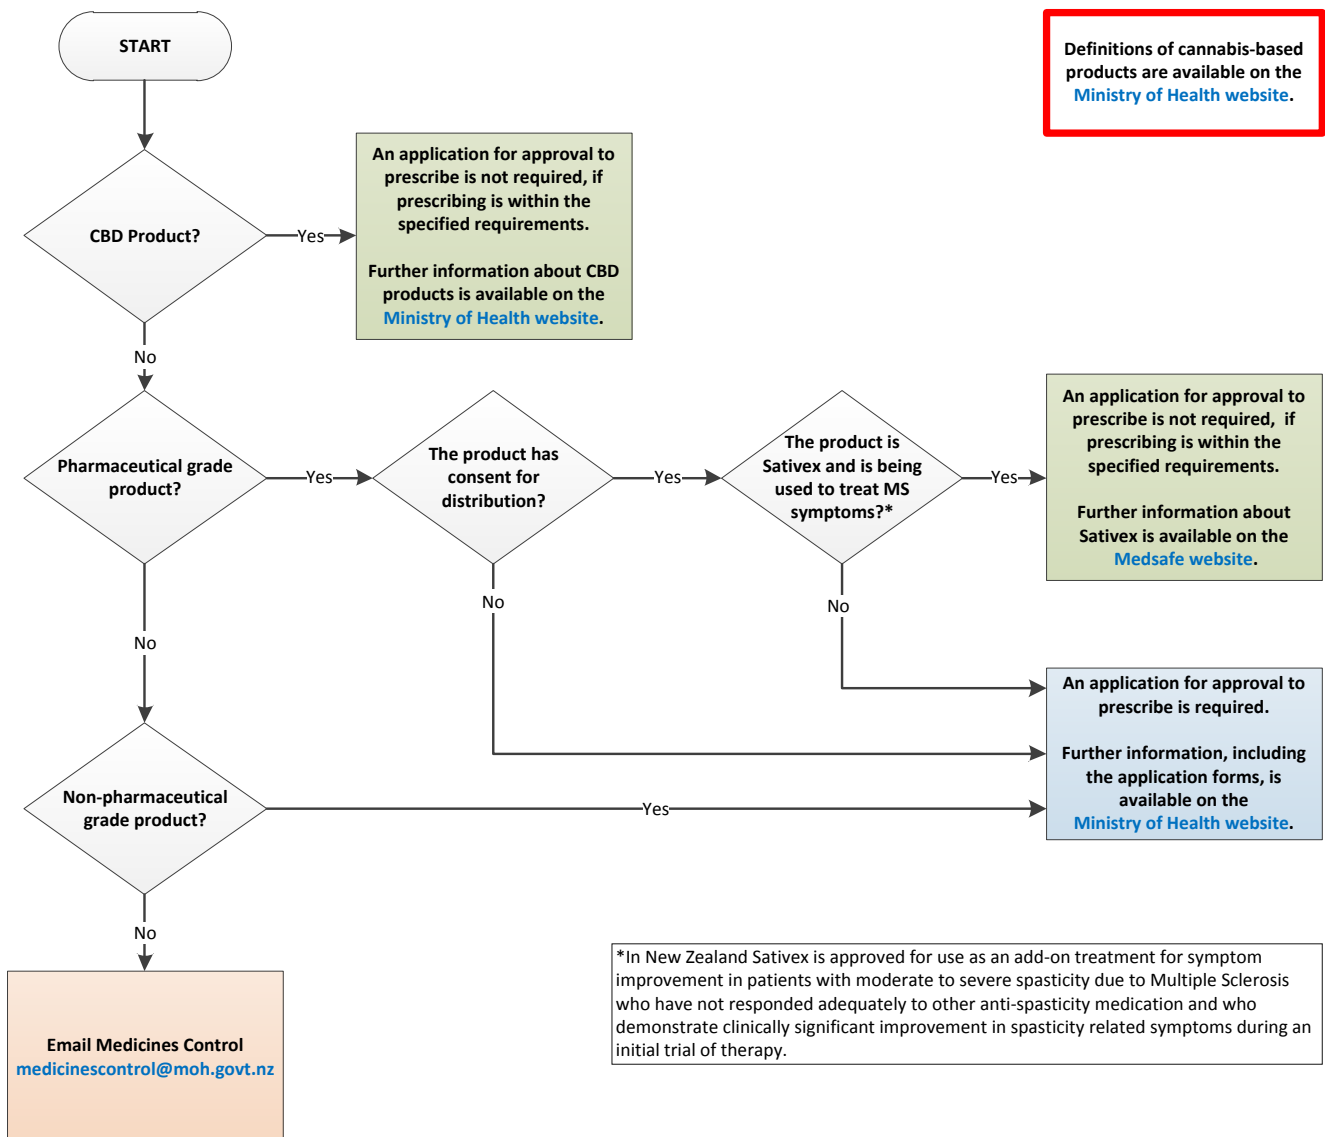 START
Definitions of cannabis-based
products are available on the
Ministry of Health website.
CBD Product?
Yes
An application for approval to
prescribe is not required, if
prescribing is within the
specified requirements.
Further information about CBD
products is available on the
Ministry of Health website.
No
Pharmaceutical grade
product?
Yes
The product has
consent for
distribution?
Yes
The product is
Sativex and is being
used to treat MS
symptoms?*
Yes
An application for approval to
prescribe is not required, if
prescribing is within the
specified requirements.
Further information about
Sativex is available on the
Medsafe website.
No
No
No
An application for approval to
prescribe is required.
Further information, including
the application forms, is
available on the
Ministry of Health website.
Non-pharmaceutical
grade product?
Yes
No
Email Medicines Control
medicinescontrol@moh.govt.nz
*In New Zealand Sativex is approved for use as an add-on treatment for symptom
improvement in patients with moderate to severe spasticity due to Multiple Sclerosis
who have not responded adequately to other anti-spasticity medication and who
demonstrate clinically significant improvement in spasticity related symptoms during an
initial trial of therapy.